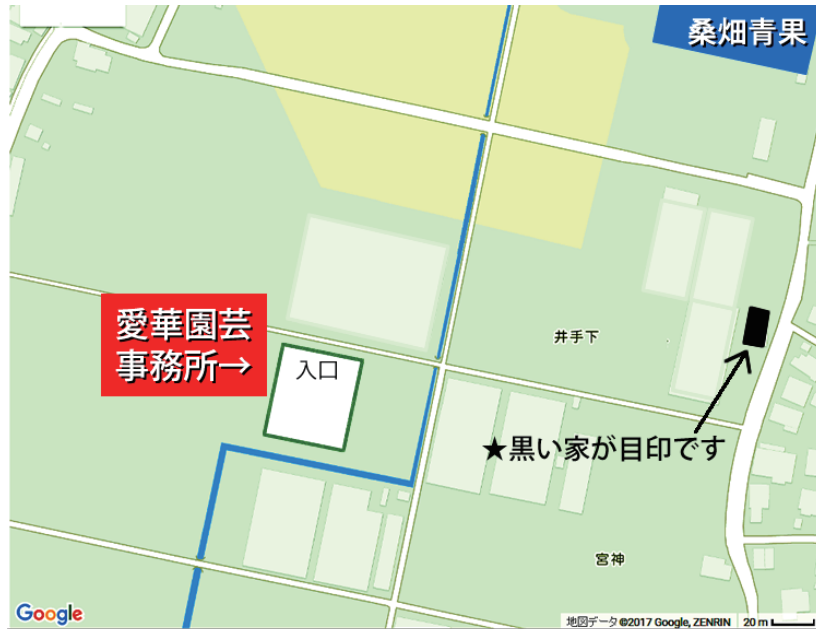 桑畑青果
愛華園芸
事務所→
入口
井手下
★黒い家が目印です
宮神
Google
地図データ ©2017 Google, ZENRIN 20 m